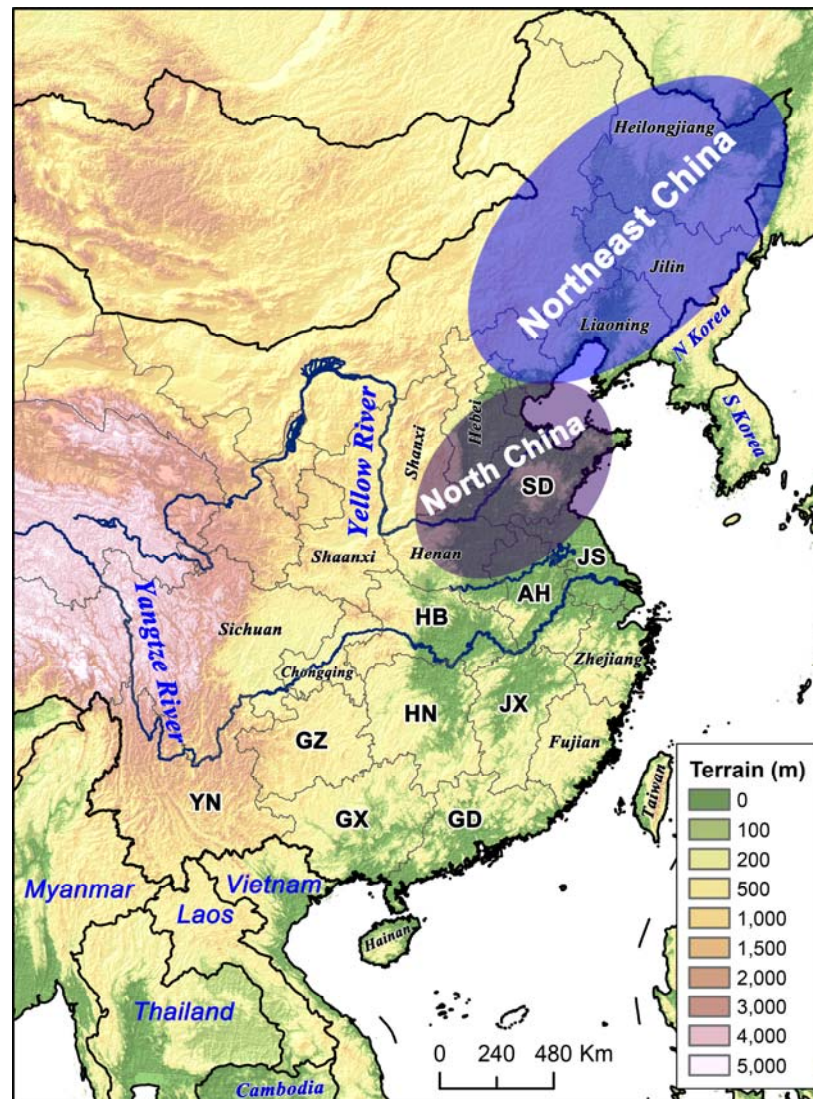 Heilongjiang
Northeast China
Jilin
Liaoning
N Korea
S Korea
Hebei
Shanxi
North China
SD
Yellow River
Shaanxi
Henan
JS
AH
HB
Sichuan
Yangtze River
Chongqing
Zhejiang
HN
JX
GZ
Fujian
YN
GX
GD
Taiwan
Myanmar
Vietnam
Laos
Hainan
Thailand
Cambodia
Terrain (m)
0
100
200
500
1,000
1,500
2,000
3,000
4,000
5,000
0 240 480 Km